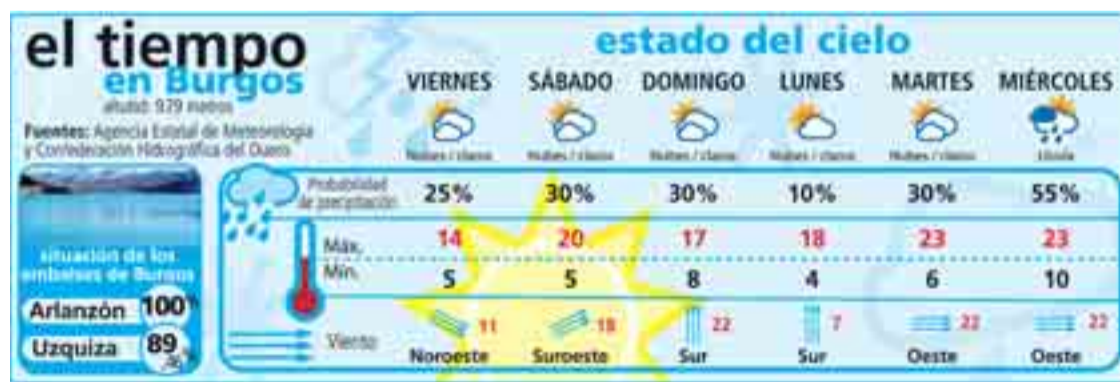 el tiempo
en Burgos
altitud: 979 metros
Fuentes: Agencia Estatal de Meteorología
y Confederación Hidrográfica del Duero
estado del cielo
VIERNES SÁBADO DOMINGO LUNES MARTES MIÉRCOLES
Nubes / claros Nubes / claros Nubes / claros Nubes / claros Nubes / claros Lluvia
Probabilidad
de precipitación 25% 30% 30% 10% 30% 55%
Máx. 14 20 17 18 23 23
Mín. 5 5 8 4 6 10
Viento 11 18 22 7 22 22
Noroeste Suroeste Sur Sur Oeste Oeste
situación de los
embalses de Burgos
Arlanzón 100%
Uzquiza 89